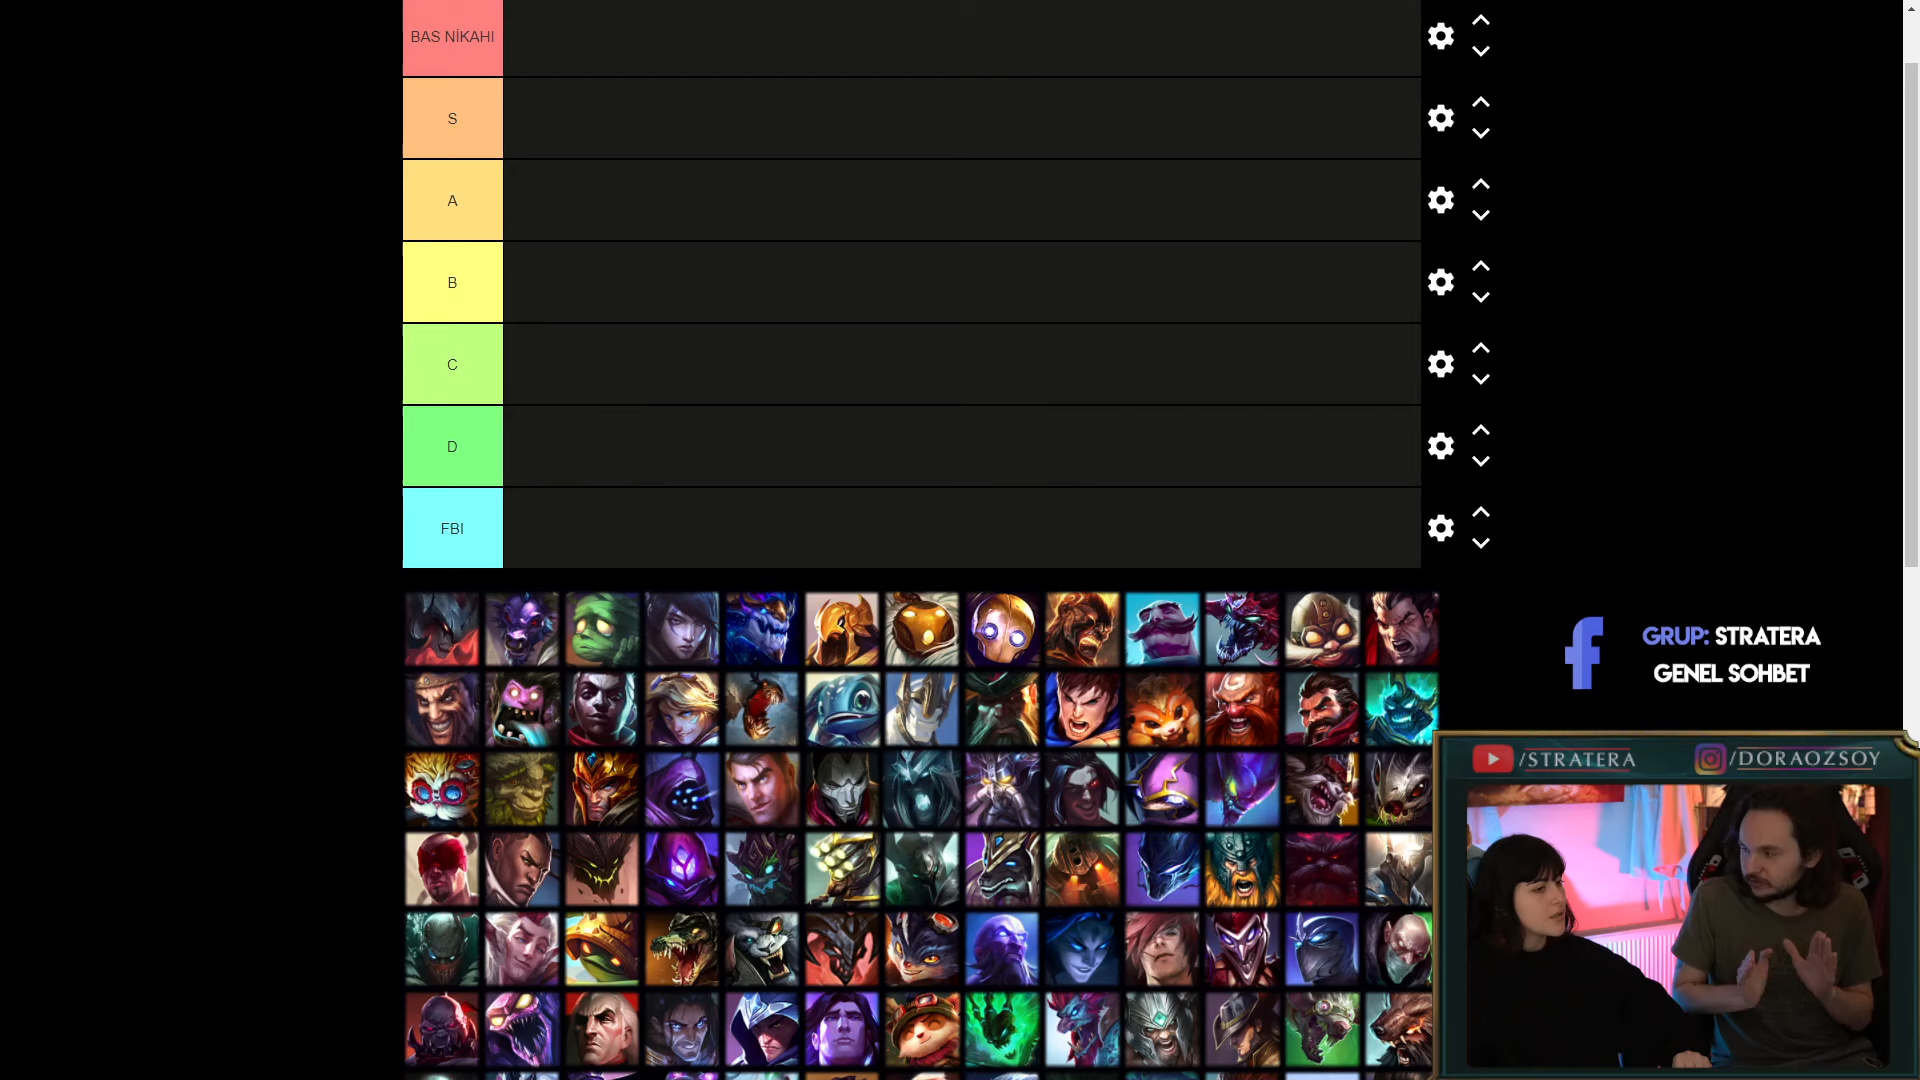 BAS NİKAHI
S
A
B
C
D
FBI
GRUP: STRATERA
GENEL SOHBET
/STRATERA
/DORAOZSOY